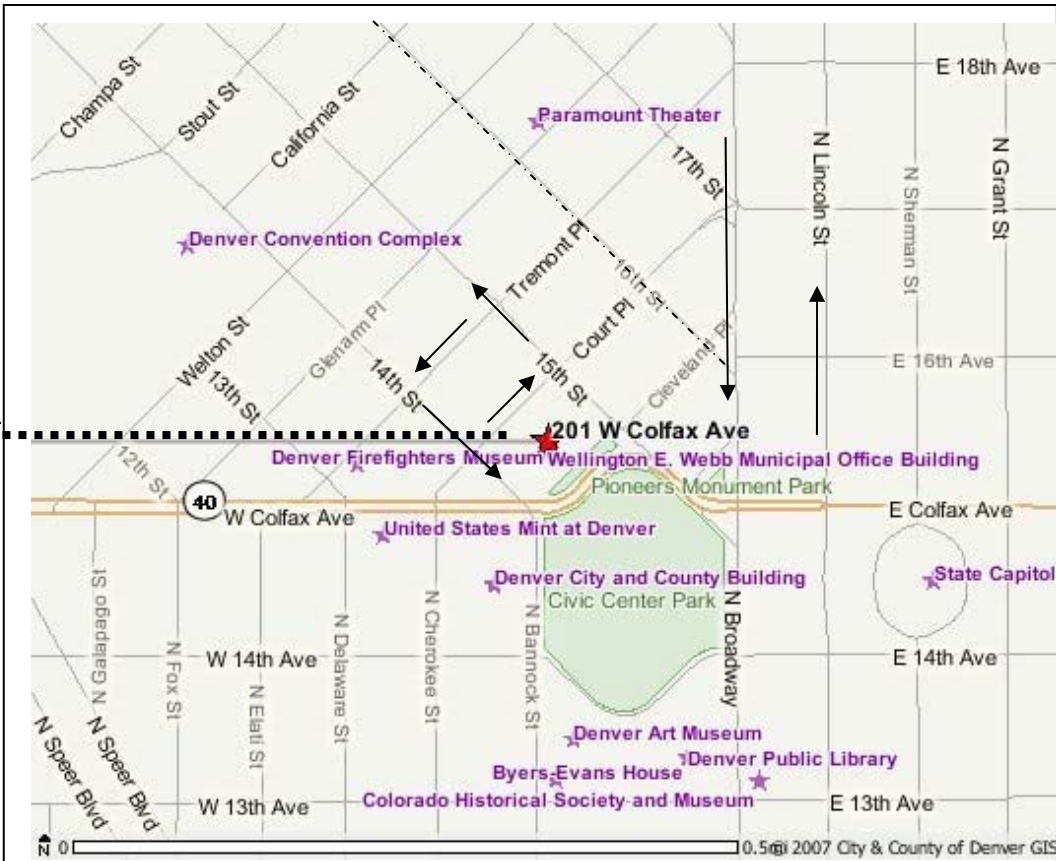 E 18th Ave
Champa St
Stout St
California St
Paramount Theater
17th St
N Lincoln St
N Sherman St
N Grant St
Denver Convention Complex
Tremont Pl
16th St
Court Pl
Cleveland Pl
Glenarm Pl
Welton St
13th St
14th St
15th St
E 16th Ave
201 W Colfax Ave
12th St
Denver Firefighters Museum
Wellington E. Webb Municipal Office Building
Pioneers Monument Park
40
W Colfax Ave
E Colfax Ave
United States Mint at Denver
State Capitol
Denver City and County Building
Civic Center Park
N Galapago St
N Fox St
N Elati St
N Delaware St
N Cherokee St
N Bannock St
N Broadway
W 14th Ave
E 14th Ave
N Speer Blvd
N Speer Blvd
Denver Art Museum
Denver Public Library
Byers-Evans House
Colorado Historical Society and Museum
W 13th Ave
E 13th Ave
N 0
0.5
2007 City & County of Denver GIS